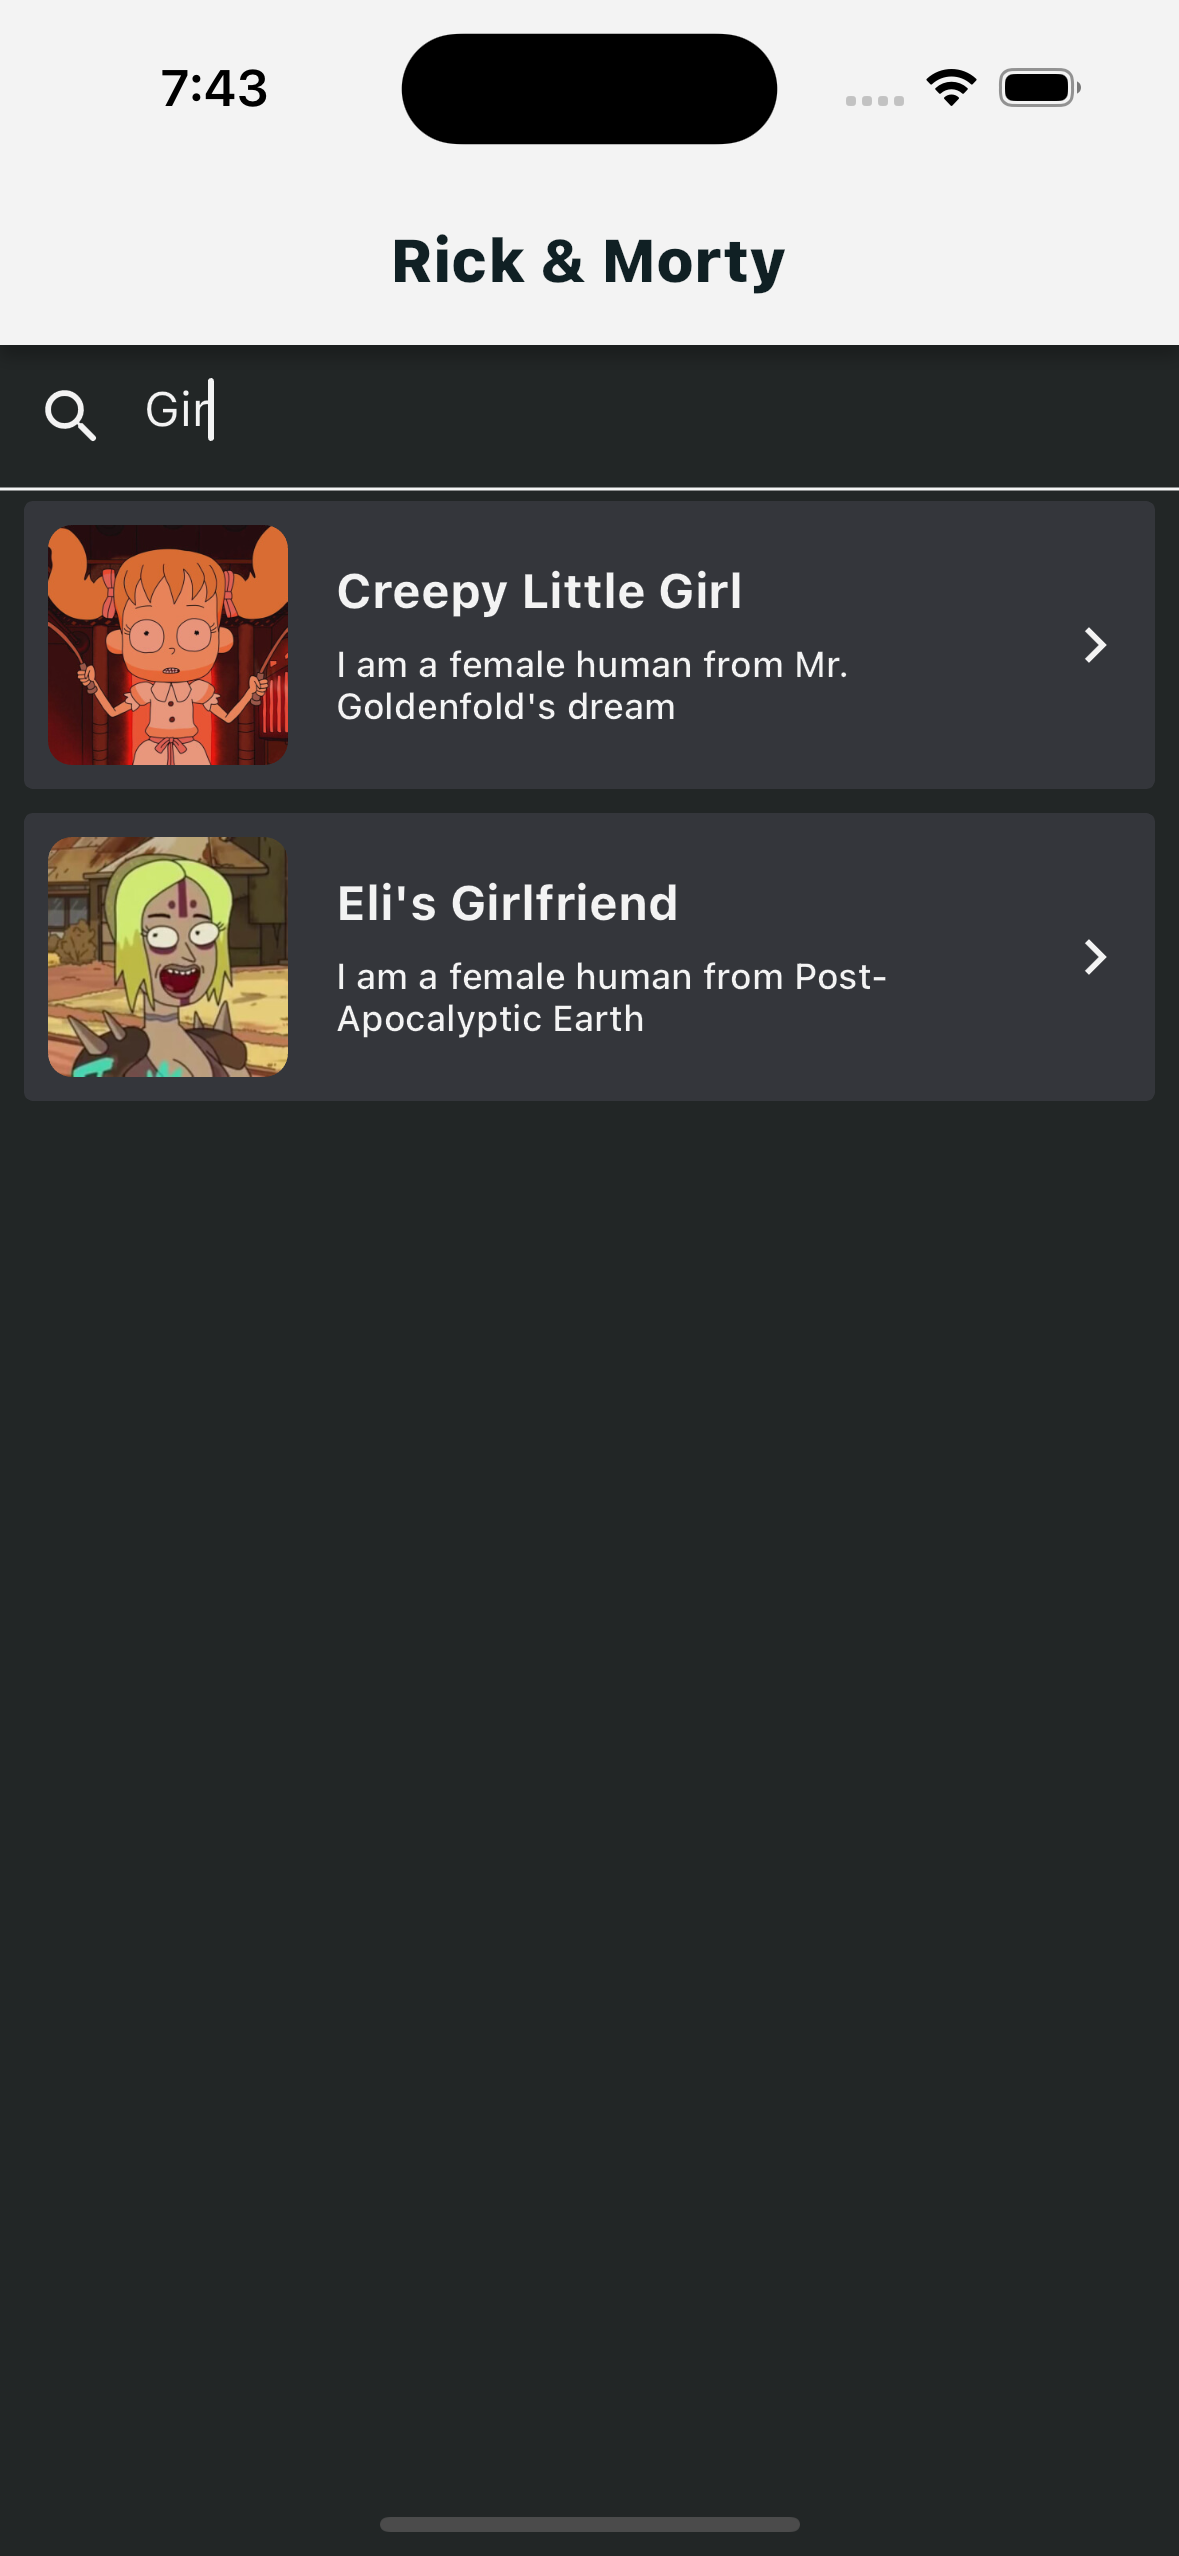 7:43
Rick & Morty
Gir
Creepy Little Girl
I am a female human from Mr.
Goldenfold's dream
Eli's Girlfriend
I am a female human from Post-
Apocalyptic Earth